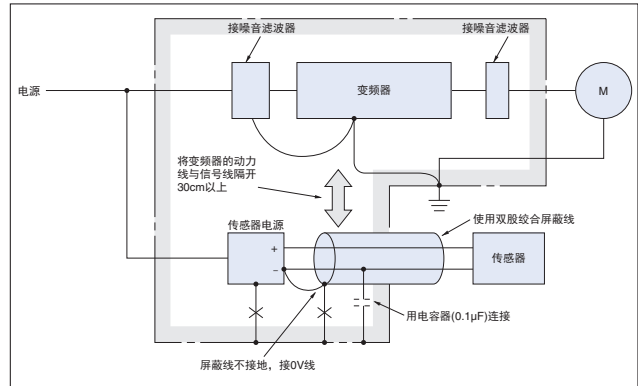 接噪音滤波器
接噪音滤波器
电源
变频器
M
将变频器的动力
线与信号线隔开
30cm以上
使用双股绞合屏蔽线
传感器电源
+
−
传感器
用电容器(0.1μF)连接
屏蔽线不接地，接0V线